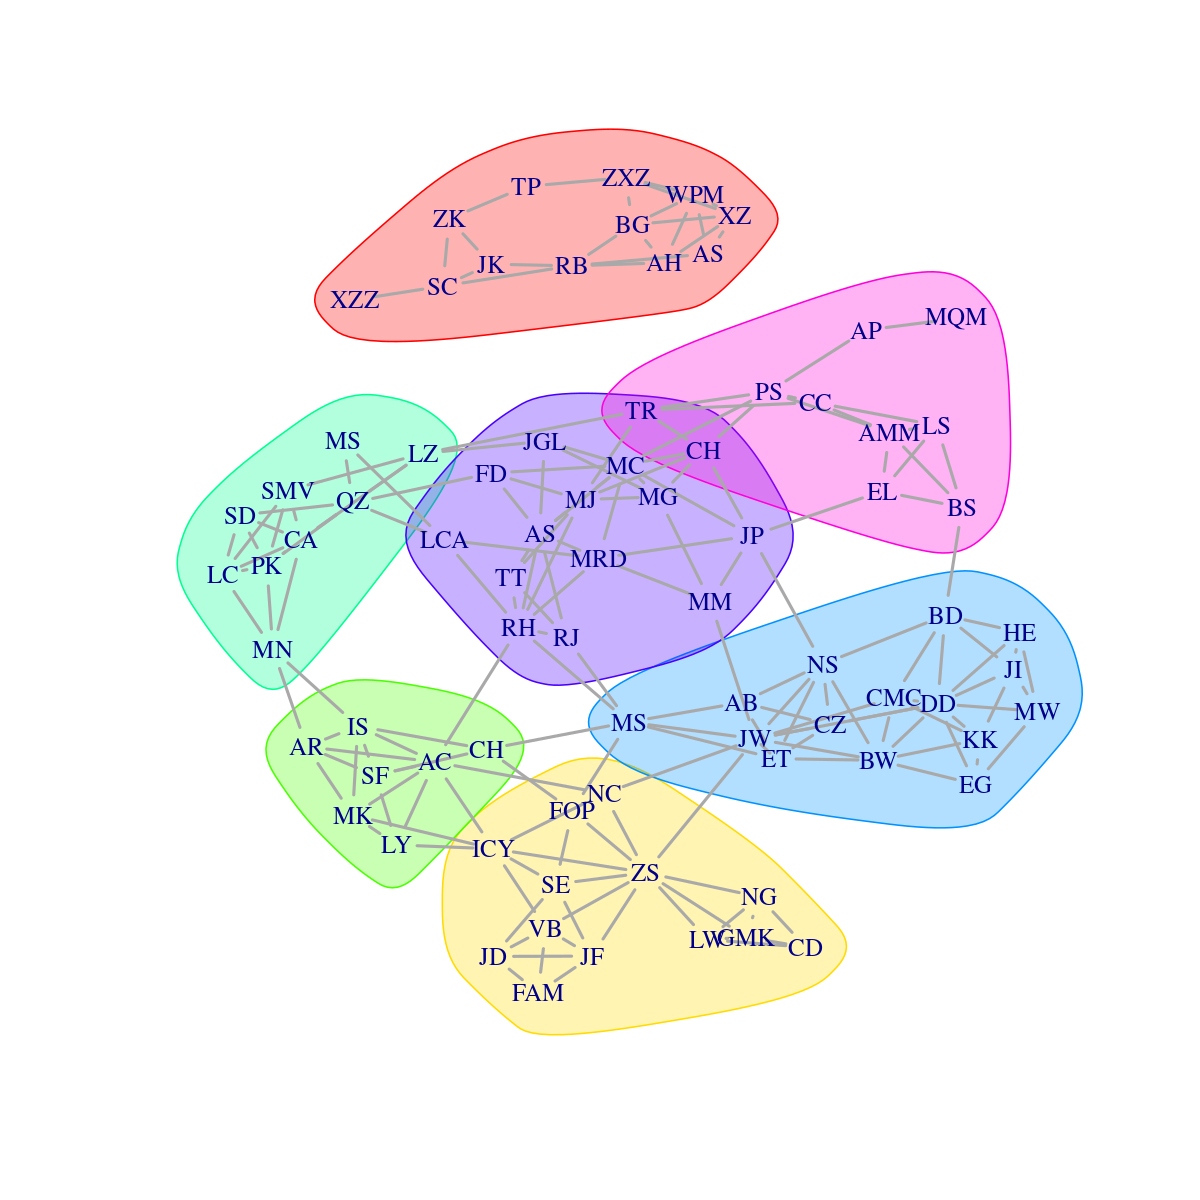 ZXZ
TP
WPM
XZ
ZK
BG
AS
JK
RB
AH
SC
XZZ
MQM
AP
PS
CC
TR
LS
AMM
MS
JGL
CH
LZ
MC
FD
SMV
EL
QZ
MJ
MG
BS
SD
CA
LCA
AS
JP
MRD
PK
LC
TT
MM
BD
RH
RJ
HE
MN
NS
JI
CMC
DD
AB
MW
MS
CZ
IS
JW
KK
AR
CH
ET
BW
AC
SF
EG
NC
FOP
MK
LY
ICY
ZS
SE
NG
VB
LW
GMK
CD
JD
JF
FAM